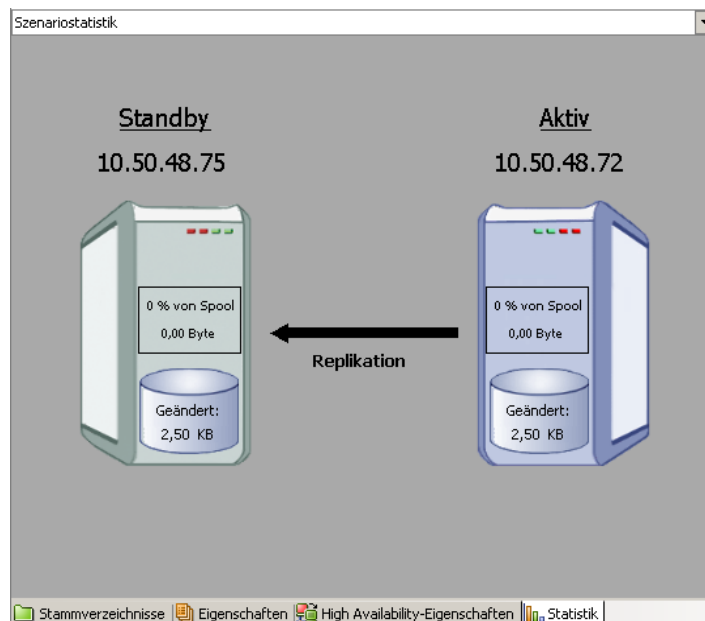 Szenariostatistik
Standby
Aktiv
10.50.48.75
10.50.48.72
0 % von Spool
0,00 Byte
0 % von Spool
0,00 Byte
Replikation
Geändert:
2,50 KB
Geändert:
2,50 KB
Stammverzeichnisse Eigenschaften High Availability-Eigenschaften Statistik